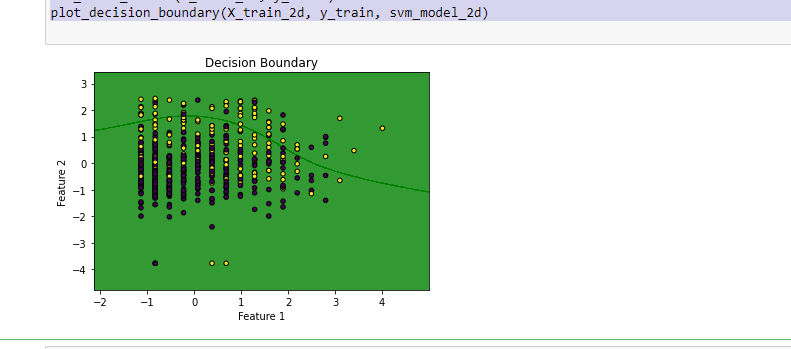 plot_decision_boundary(X_train_2d, y_train, svm_model_2d)
Decision Boundary
3
2
1
0
−1
−2
−3
−4
Feature 2
−2 −1 0 1 2 3 4
Feature 1